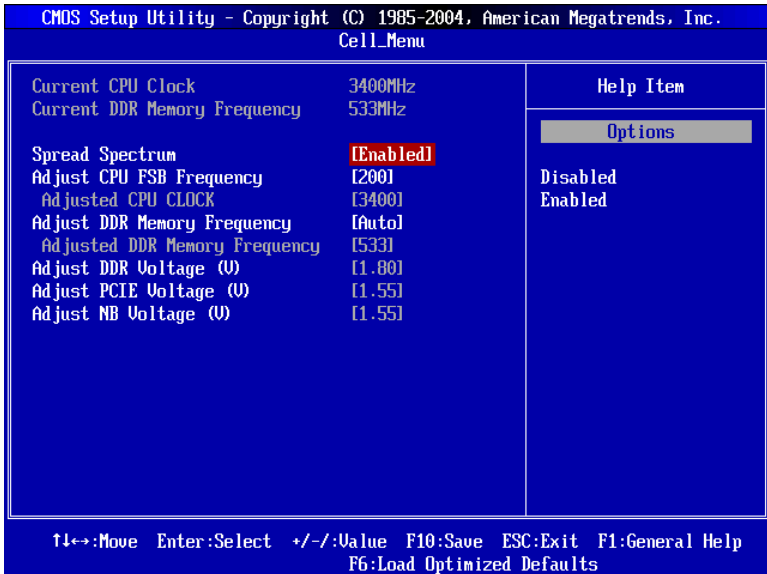 CMOS Setup Utility - Copyright (C) 1985-2004, American Megatrends, Inc.
Cell_Menu
Current CPU Clock 3400MHz
Current DDR Memory Frequency 533MHz
Spread Spectrum [Enabled]
Adjust CPU FSB Frequency [200]
Adjusted CPU CLOCK [3400]
Adjust DDR Memory Frequency [Auto]
Adjusted DDR Memory Frequency [533]
Adjust DDR Voltage (V) [1.80]
Adjust PCIE Voltage (V) [1.55]
Adjust NB Voltage (V) [1.55]
Help Item
Options
Disabled
Enabled
↑↓←→:Move Enter:Select +/-/:Value F10:Save ESC:Exit F1:General Help
F6:Load Optimized Defaults